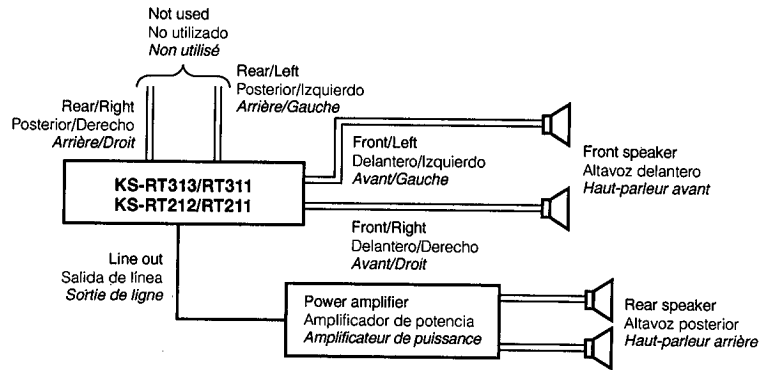 Not used
No utilizado
Non utilisé
Rear/Left
Posterior/Izquierdo
Arrière/Gauche
Rear/Right
Posterior/Derecho
Arrière/Droit
Front/Left
Delantero/Izquierdo
Avant/Gauche
Front speaker
Altavoz delantero
Haut-parleur avant
KS-RT313/RT311
KS-RT212/RT211
Front/Right
Delantero/Derecho
Avant/Droit
Line out
Salida de línea
Sortie de ligne
Power amplifier
Amplificador de potencia
Amplificateur de puissance
Rear speaker
Altavoz posterior
Haut-parleur arrière